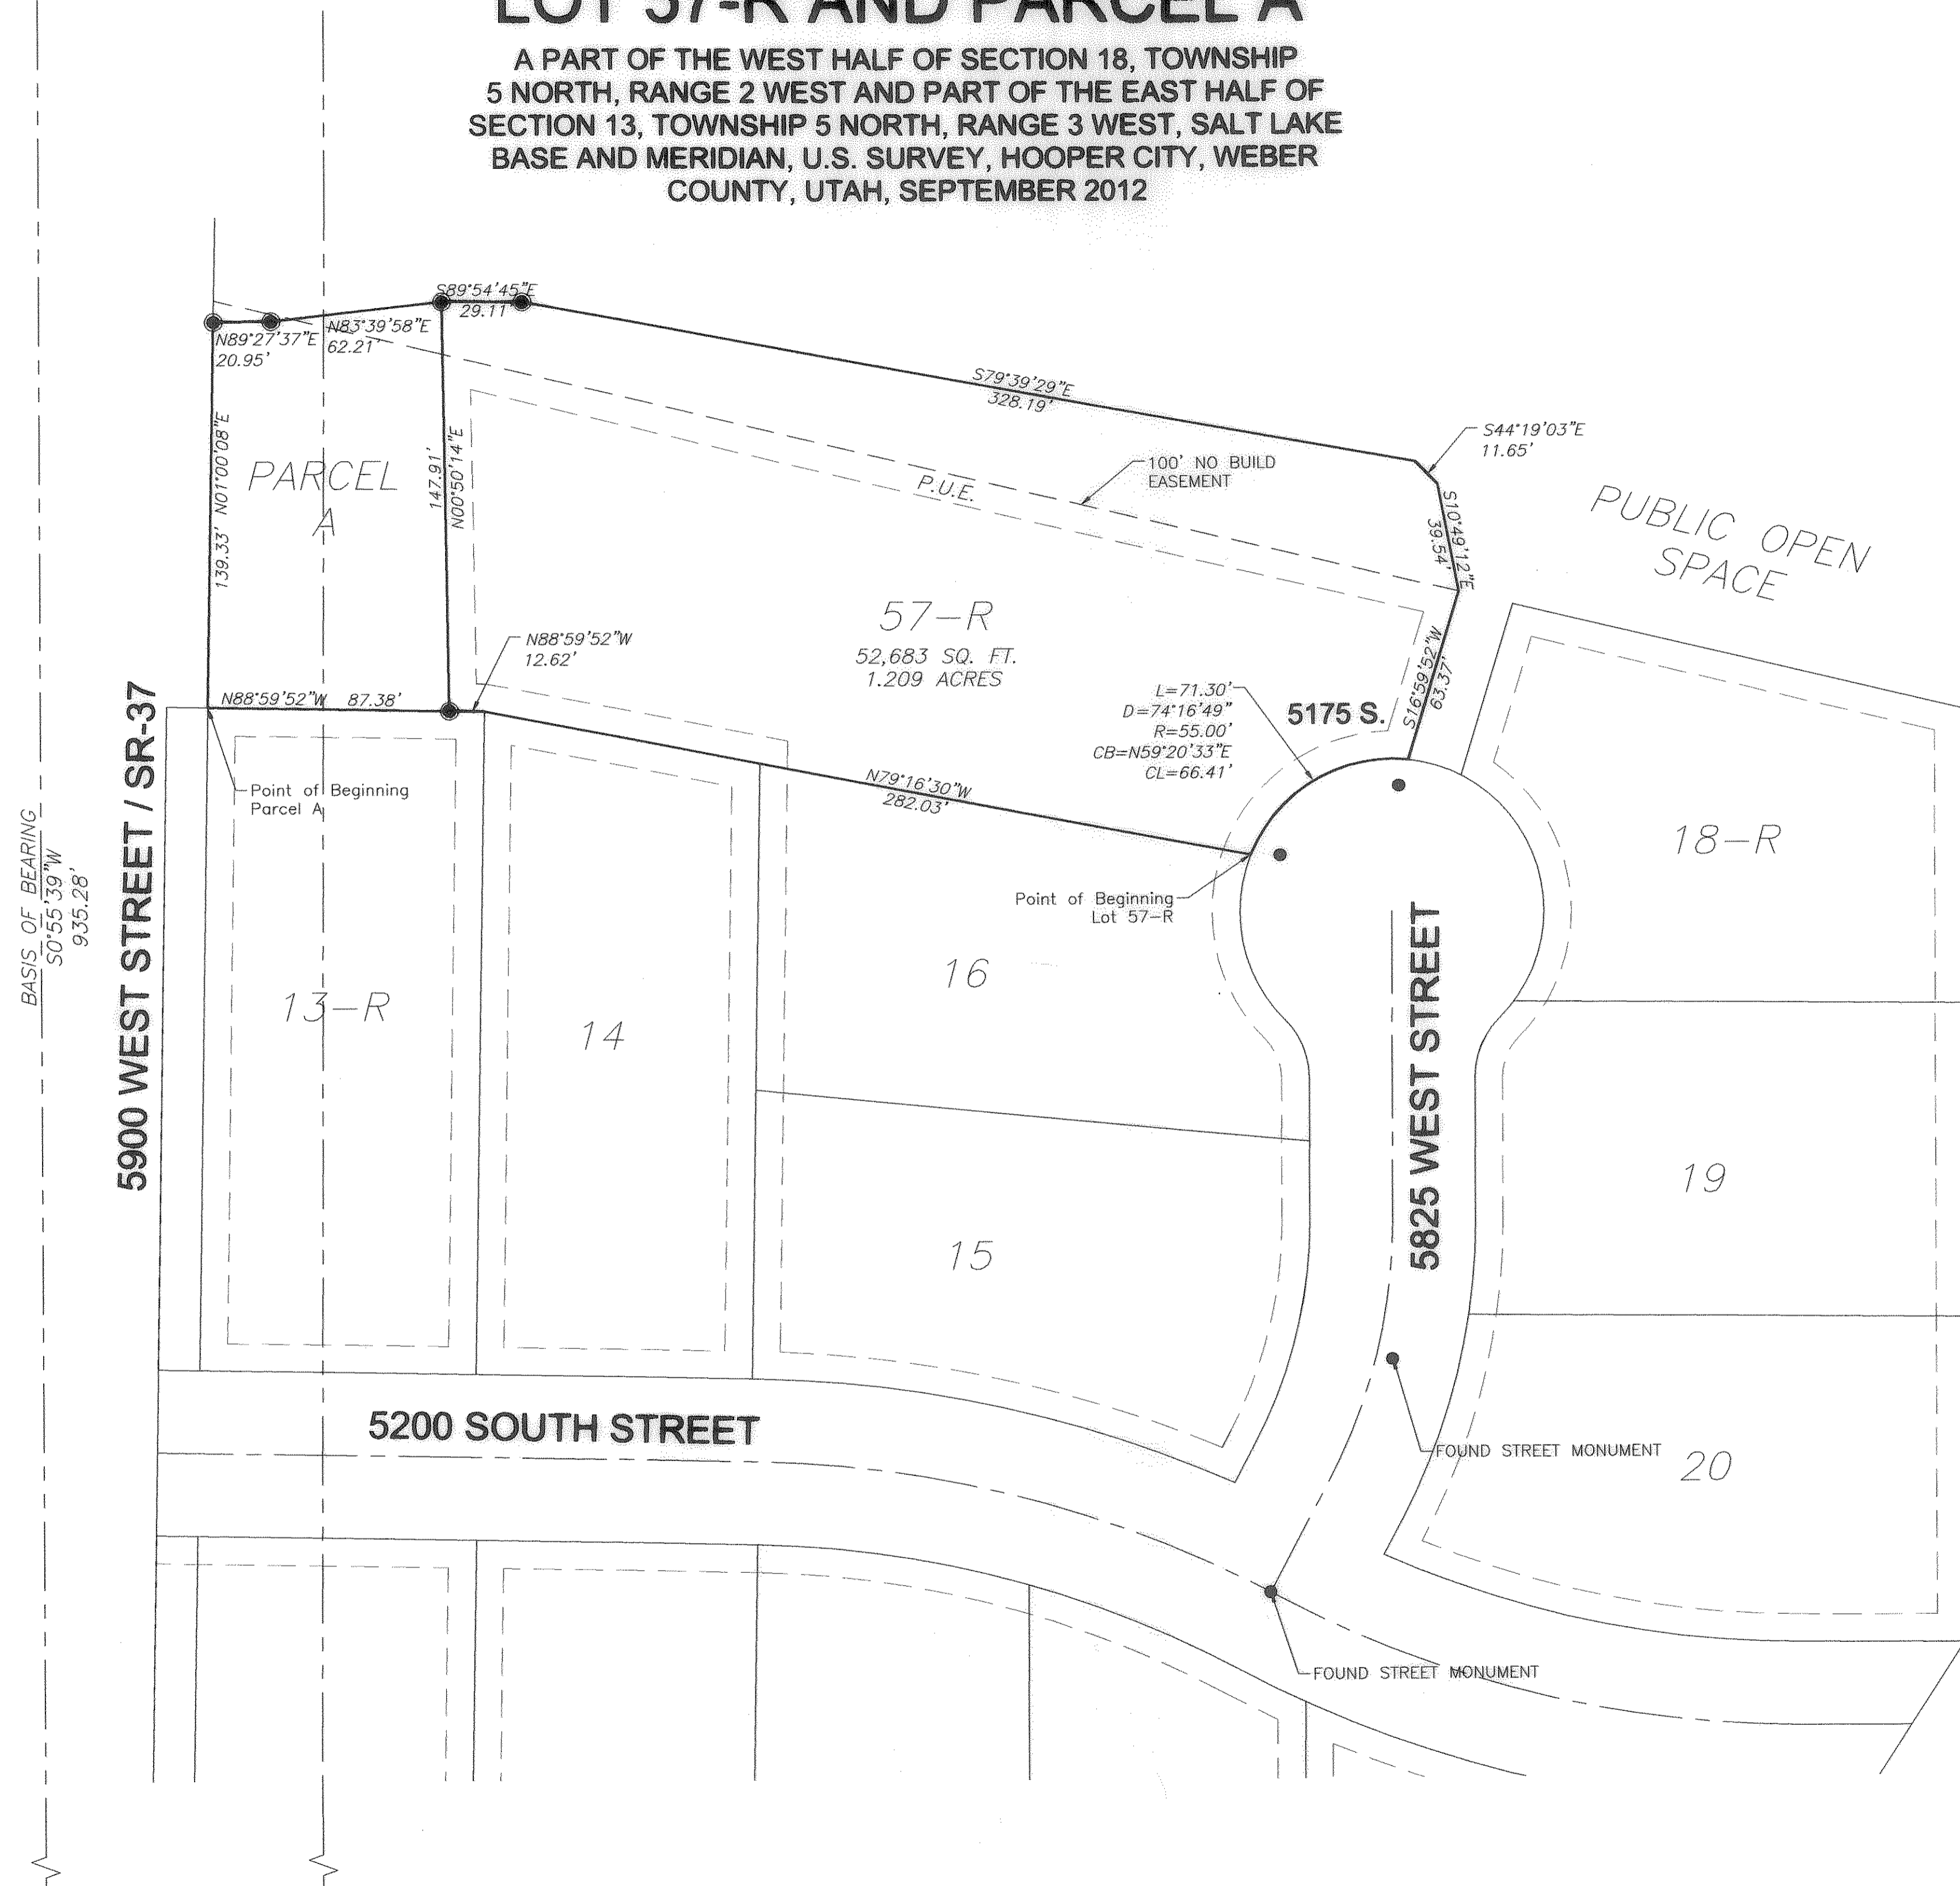 LOT 57-R AND PARCEL A
A PART OF THE WEST HALF OF SECTION 18, TOWNSHIP
5 NORTH, RANGE 2 WEST AND PART OF THE EAST HALF OF
SECTION 13, TOWNSHIP 5 NORTH, RANGE 3 WEST, SALT LAKE
BASE AND MERIDIAN, U.S. SURVEY, HOOPER CITY, WEBER
COUNTY, UTAH, SEPTEMBER 2012
S89°54'45"E
29.11'
N89°27'37"E
20.95'
N83°39'58"E
62.21'
S79°39'29"E
328.19'
S44°19'03"E
11.65'
139.33' N01°00'08"E
PARCEL
A
147.91'
N00°50'14"E
100' NO BUILD
EASEMENT
P.U.E.
S10°49'12"E
39.54'
PUBLIC OPEN
SPACE
57-R
52,683 SQ. FT.
1.209 ACRES
N88°59'52"W
12.62'
N88°59'52"W 87.38'
S16°59'52"W
63.37'
L=71.30'
D=74°16'49"
R=55.00'
CB=N59°20'33"E
CL=66.41'
5175 S.
Point of Beginning
Parcel A
N79°16'30"W
282.03'
Point of Beginning
Lot 57-R
BASIS OF BEARING
S0°55'39"W
935.28'
5900 WEST STREET / SR-37
13-R
14
16
15
18-R
19
20
5825 WEST STREET
5200 SOUTH STREET
FOUND STREET MONUMENT
FOUND STREET MONUMENT